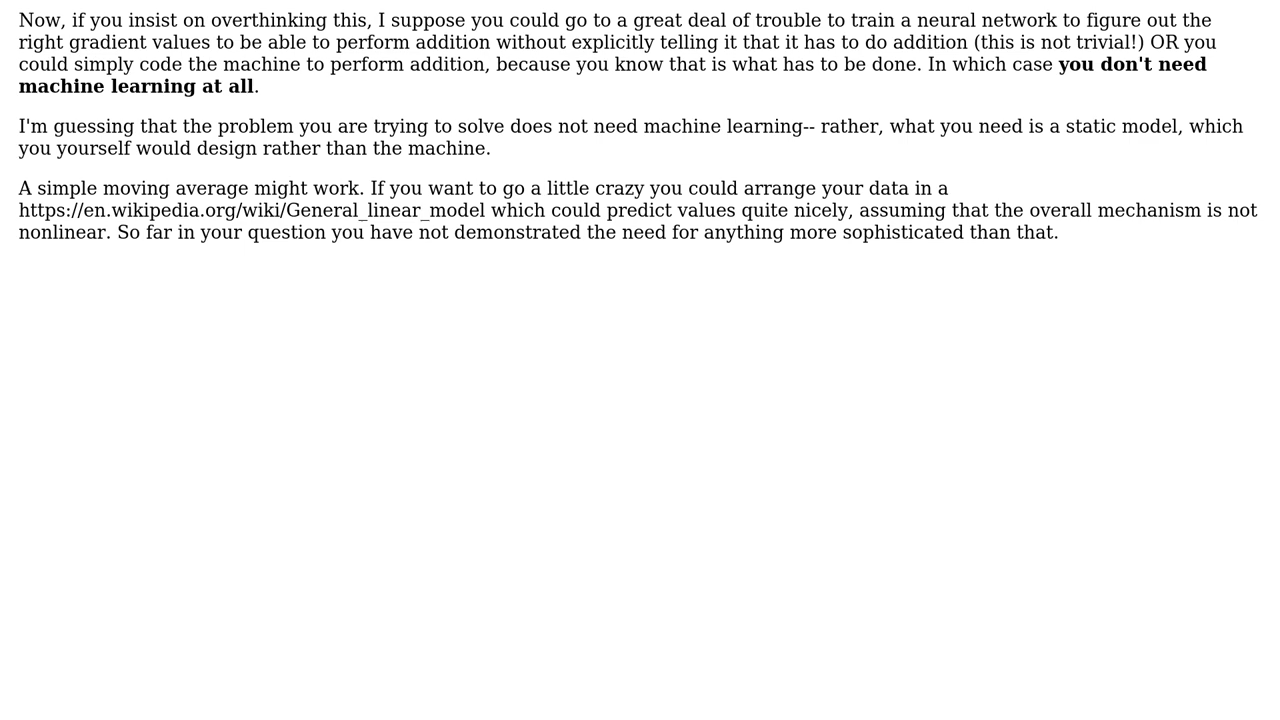 Now, if you insist on overthinking this, I suppose you could go to a great deal of trouble to train a neural network to figure out the
right gradient values to be able to perform addition without explicitly telling it that it has to do addition (this is not trivial!) OR you
could simply code the machine to perform addition, because you know that is what has to be done. In which case you don't need
machine learning at all.
I'm guessing that the problem you are trying to solve does not need machine learning-- rather, what you need is a static model, which
you yourself would design rather than the machine.
A simple moving average might work. If you want to go a little crazy you could arrange your data in a
https://en.wikipedia.org/wiki/General_linear_model which could predict values quite nicely, assuming that the overall mechanism is not
nonlinear. So far in your question you have not demonstrated the need for anything more sophisticated than that.